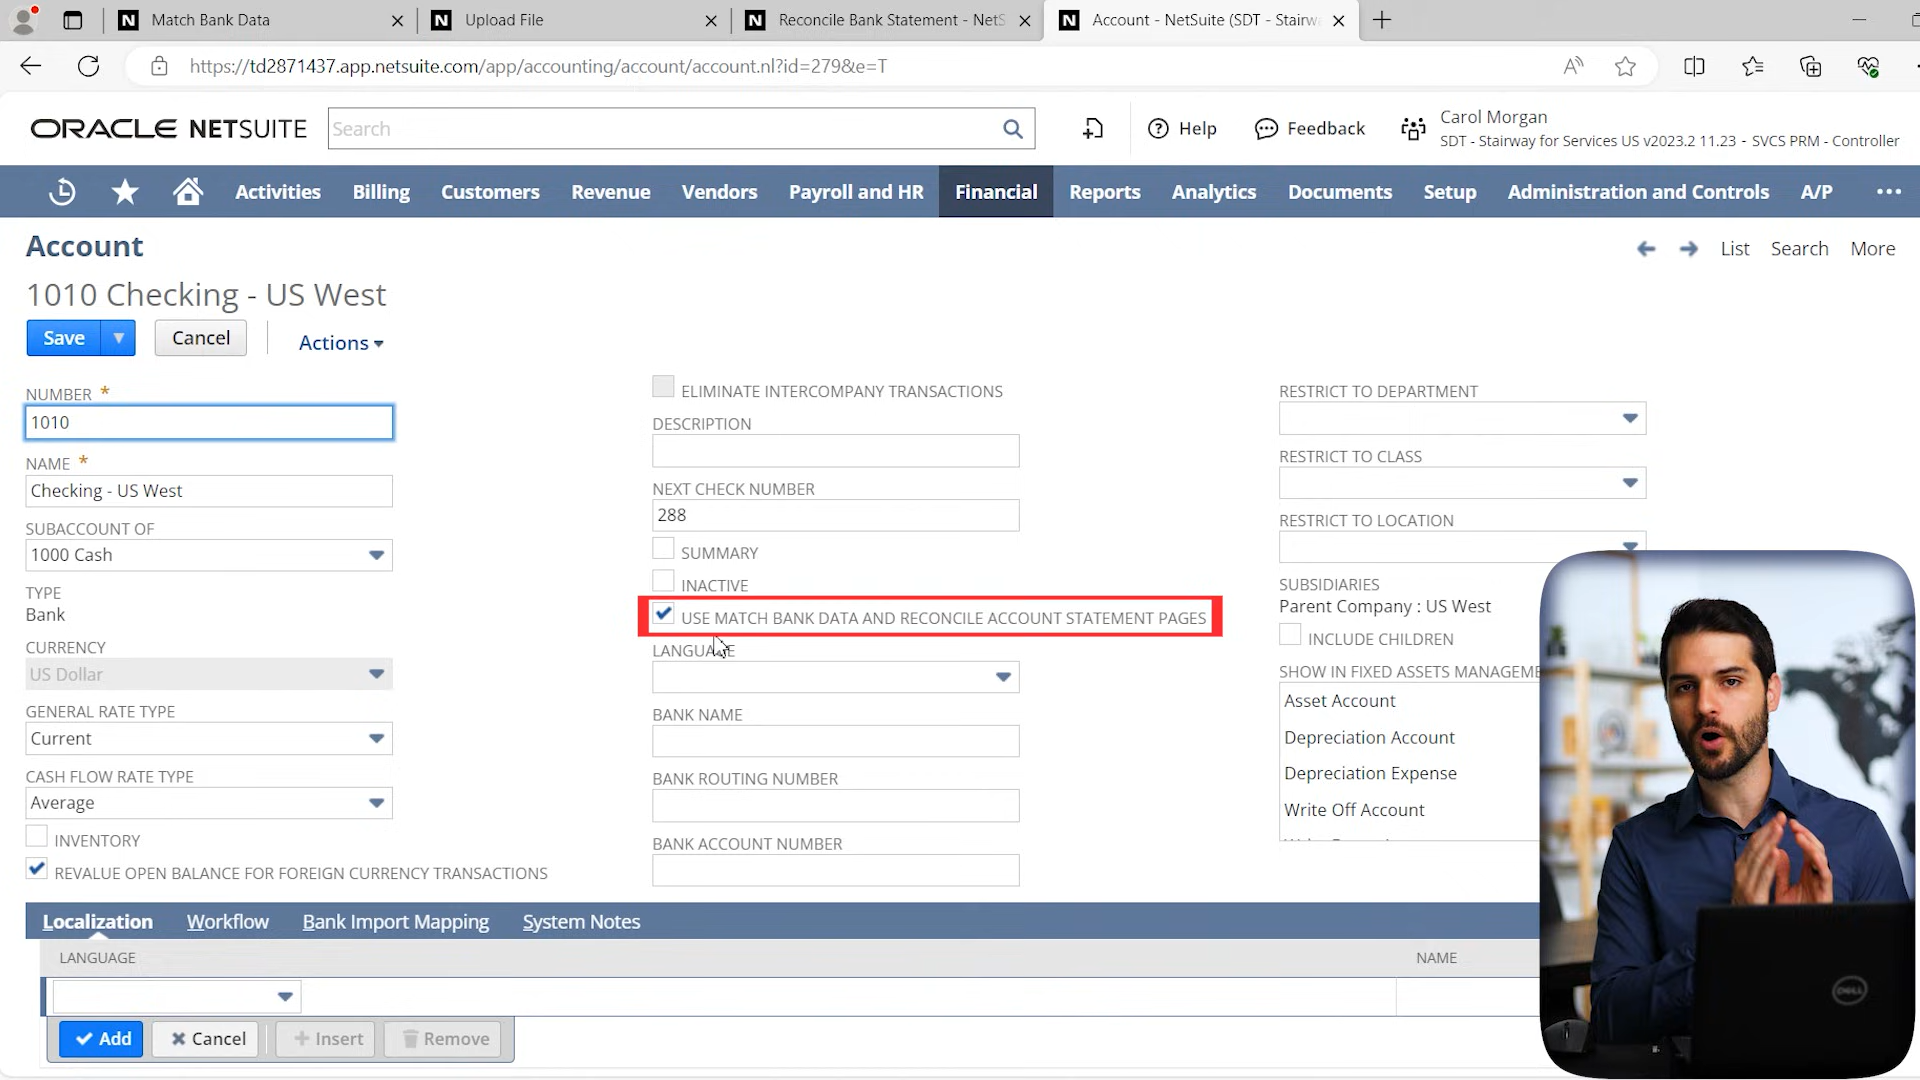 Match Bank Data
Upload File
Reconcile Bank Statement - NetS
Account - NetSuite (SDT - Stairw
https://td2871437.app.netsuite.com/app/accounting/account/account.nl?id=279&e=T
ORACLE NETSUITE
Search
Help
Feedback
Carol Morgan
SDT - Stairway for Services US v2023.2 11.23 - SVCS PRM - Controller
Activities
Billing
Customers
Revenue
Vendors
Payroll and HR
Financial
Reports
Analytics
Documents
Setup
Administration and Controls
A/P
Account
List
Search
More
1010 Checking - US West
Save
Cancel
Actions
NUMBER *
1010
NAME *
Checking - US West
SUBACCOUNT OF
1000 Cash
TYPE
Bank
CURRENCY
US Dollar
GENERAL RATE TYPE
Current
CASH FLOW RATE TYPE
Average
INVENTORY
REVALUE OPEN BALANCE FOR FOREIGN CURRENCY TRANSACTIONS
ELIMINATE INTERCOMPANY TRANSACTIONS
DESCRIPTION
NEXT CHECK NUMBER
288
SUMMARY
INACTIVE
USE MATCH BANK DATA AND RECONCILE ACCOUNT STATEMENT PAGES
LANGUAGE
BANK NAME
BANK ROUTING NUMBER
BANK ACCOUNT NUMBER
RESTRICT TO DEPARTMENT
RESTRICT TO CLASS
RESTRICT TO LOCATION
SUBSIDIARIES
Parent Company : US West
INCLUDE CHILDREN
SHOW IN FIXED ASSETS MANAGEME
Asset Account
Depreciation Account
Depreciation Expense
Write Off Account
Localization
Workflow
Bank Import Mapping
System Notes
LANGUAGE
NAME
Add
Cancel
Insert
Remove
DELL